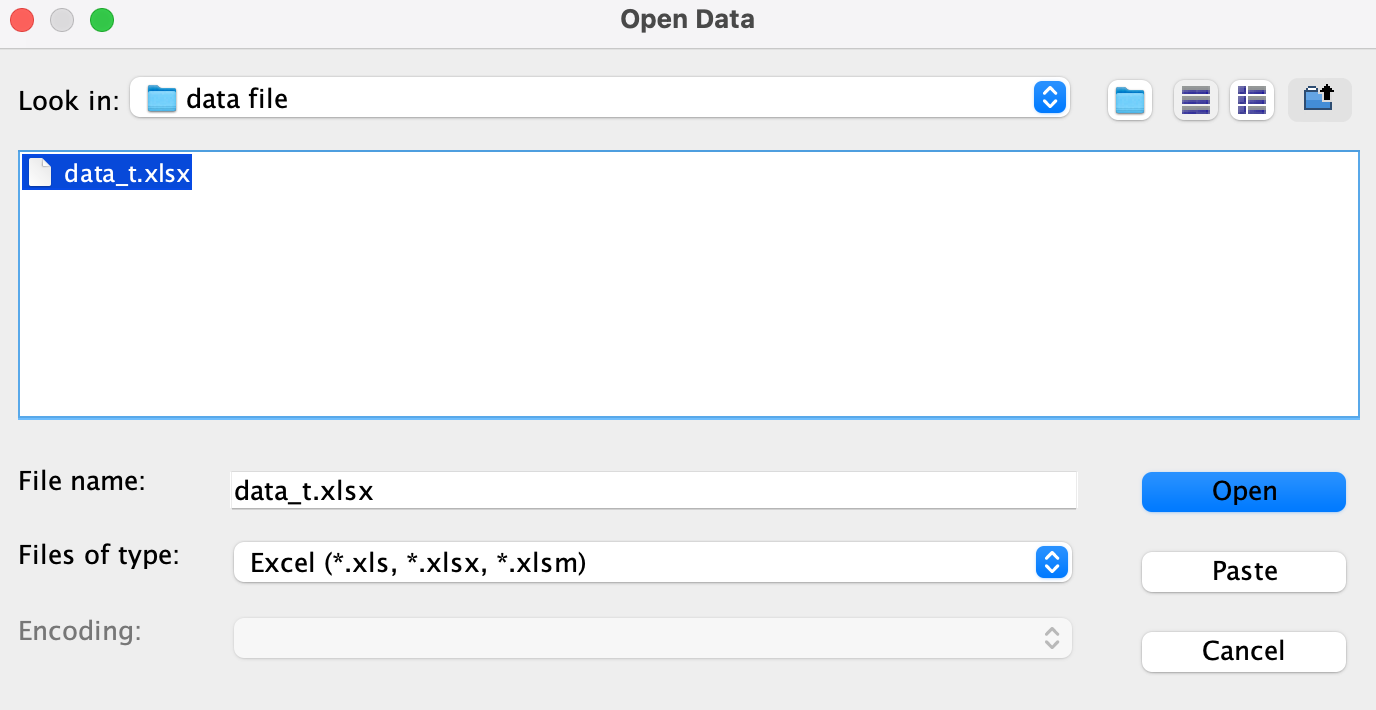 Open Data
Look in: data file
data_t.xlsx
File name: data_t.xlsx
Open
Files of type: Excel (*.xls, *.xlsx, *.xlsm)
Paste
Encoding:
Cancel